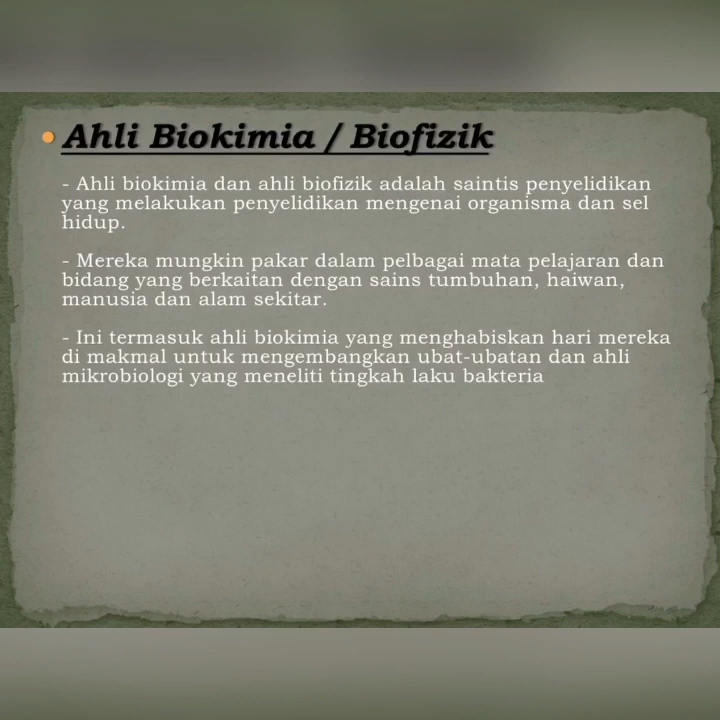 Ahli Biokimia / Biofizik
- Ahli biokimia dan ahli biofizik adalah saintis penyelidikan
yang melakukan penyelidikan mengenai organisma dan sel
hidup.
- Mereka mungkin pakar dalam pelbagai mata pelajaran dan
bidang yang berkaitan dengan sains tumbuhan, haiwan,
manusia dan alam sekitar.
- Ini termasuk ahli biokimia yang menghabiskan hari mereka
di makmal untuk mengembangkan ubat-ubatan dan ahli
mikrobiologi yang meneliti tingkah laku bakteria